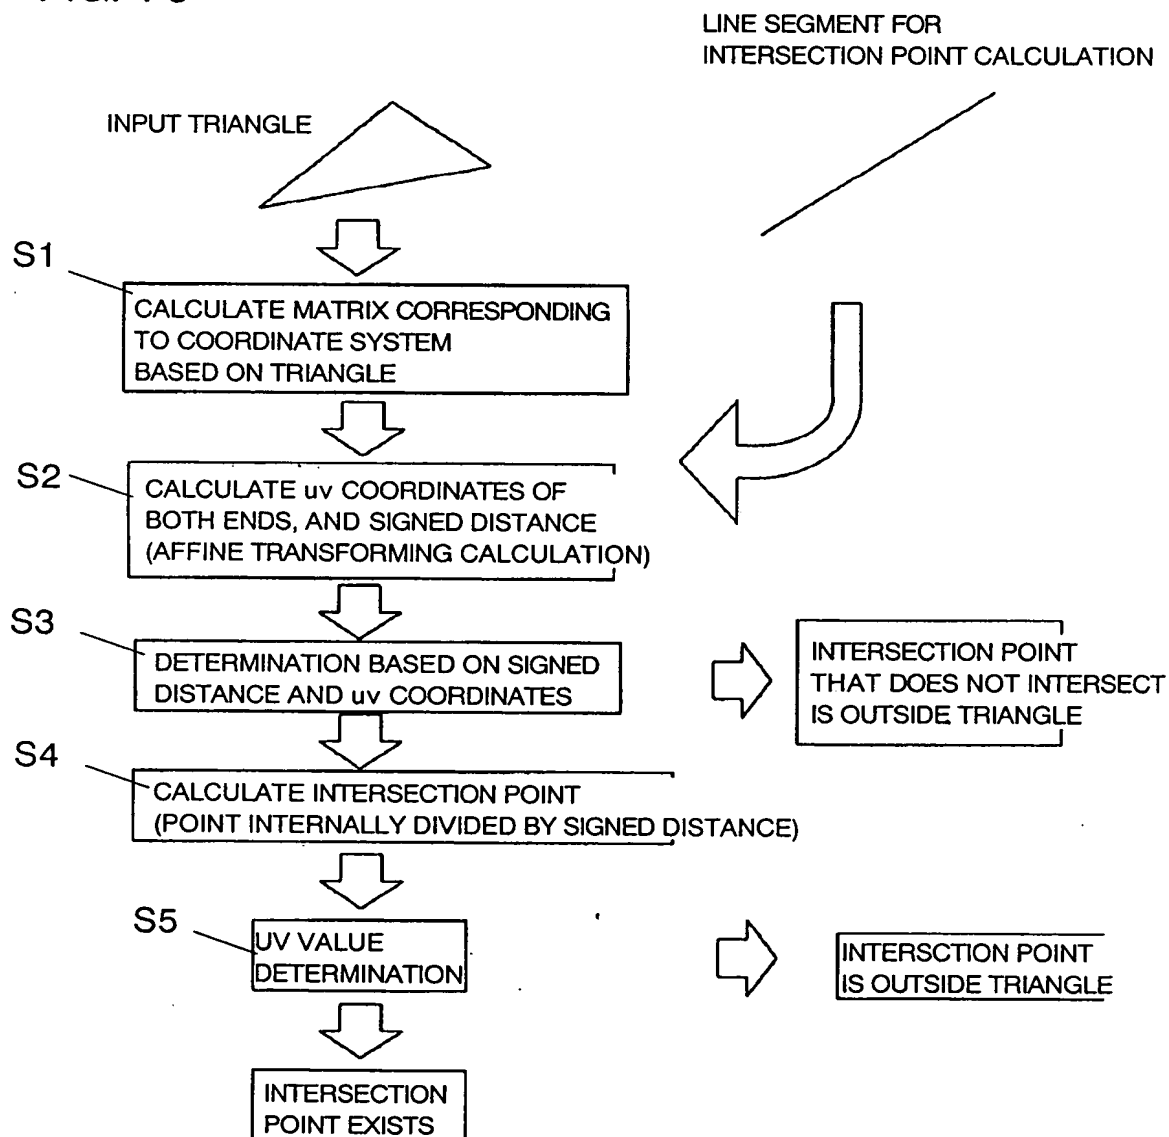 LINE SEGMENT FOR
INTERSECTION POINT CALCULATION
INPUT TRIANGLE
S1
CALCULATE MATRIX CORRESPONDING
TO COORDINATE SYSTEM
BASED ON TRIANGLE
S2
CALCULATE uv COORDINATES OF
BOTH ENDS, AND SIGNED DISTANCE
(AFFINE TRANSFORMING CALCULATION)
S3
DETERMINATION BASED ON SIGNED
DISTANCE AND uv COORDINATES
INTERSECTION POINT
THAT DOES NOT INTERSECT
IS OUTSIDE TRIANGLE
S4
CALCULATE INTERSECTION POINT
(POINT INTERNALLY DIVIDED BY SIGNED DISTANCE)
S5
UV VALUE
DETERMINATION
INTERSCTION POINT
IS OUTSIDE TRIANGLE
INTERSECTION
POINT EXISTS